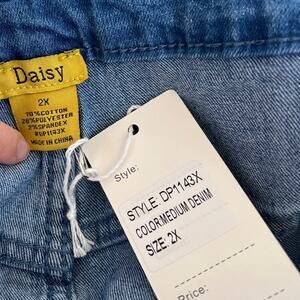 Daisy
2X
70%COTTON
28%POLYESTER
2%SPANDEX
MADE IN CHINA
Style:
STYLE: DP1143X
COLOR:MEDIUM DENIM
SIZE: 2X
Price: